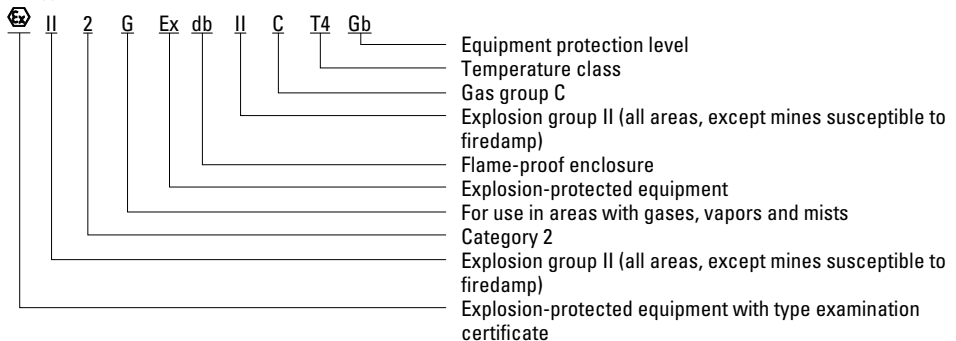 Ex II 2 G Ex db II C T4 Gb
Equipment protection level
Temperature class
Gas group C
Explosion group II (all areas, except mines susceptible to
firedamp)
Flame-proof enclosure
Explosion-protected equipment
For use in areas with gases, vapors and mists
Category 2
Explosion group II (all areas, except mines susceptible to
firedamp)
Explosion-protected equipment with type examination
certificate